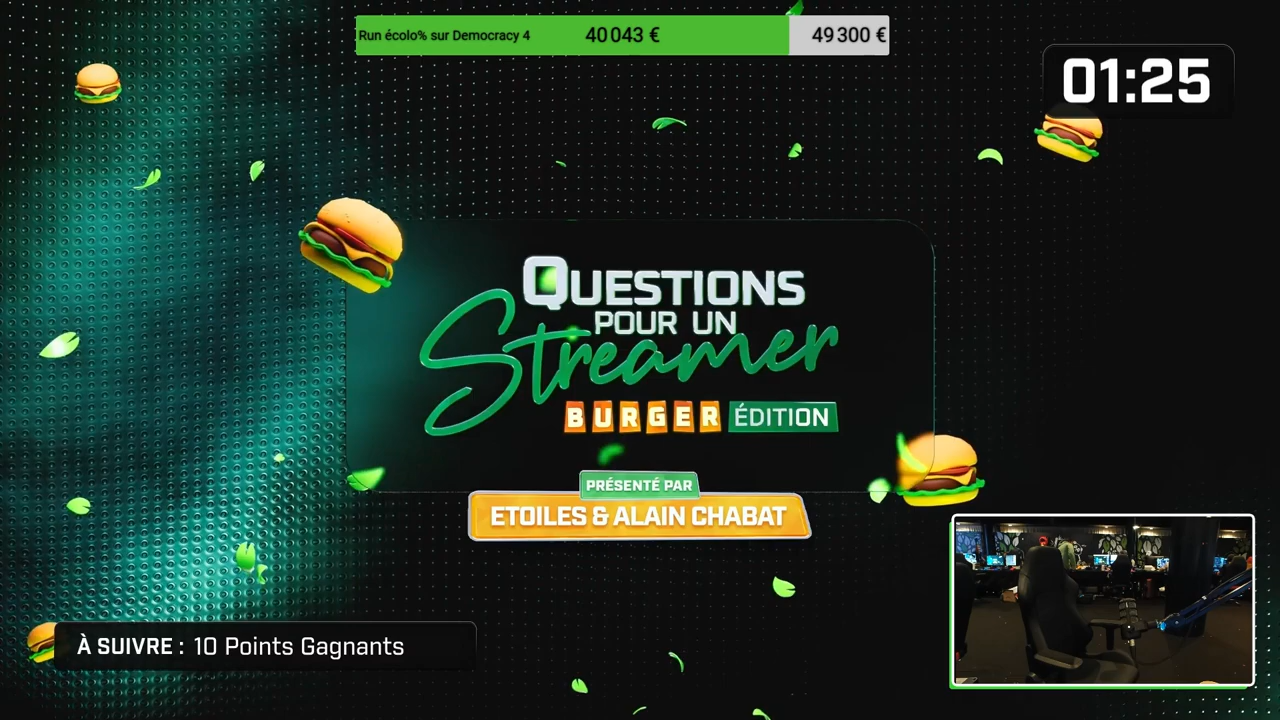 Run écolo% sur Democracy 4 40 043 € 49 300 €
01:25
QUESTIONS
POUR UN
Streamer
BURGER ÉDITION
PRÉSENTÉ PAR
ETOILES & ALAIN CHABAT
À SUIVRE : 10 Points Gagnants